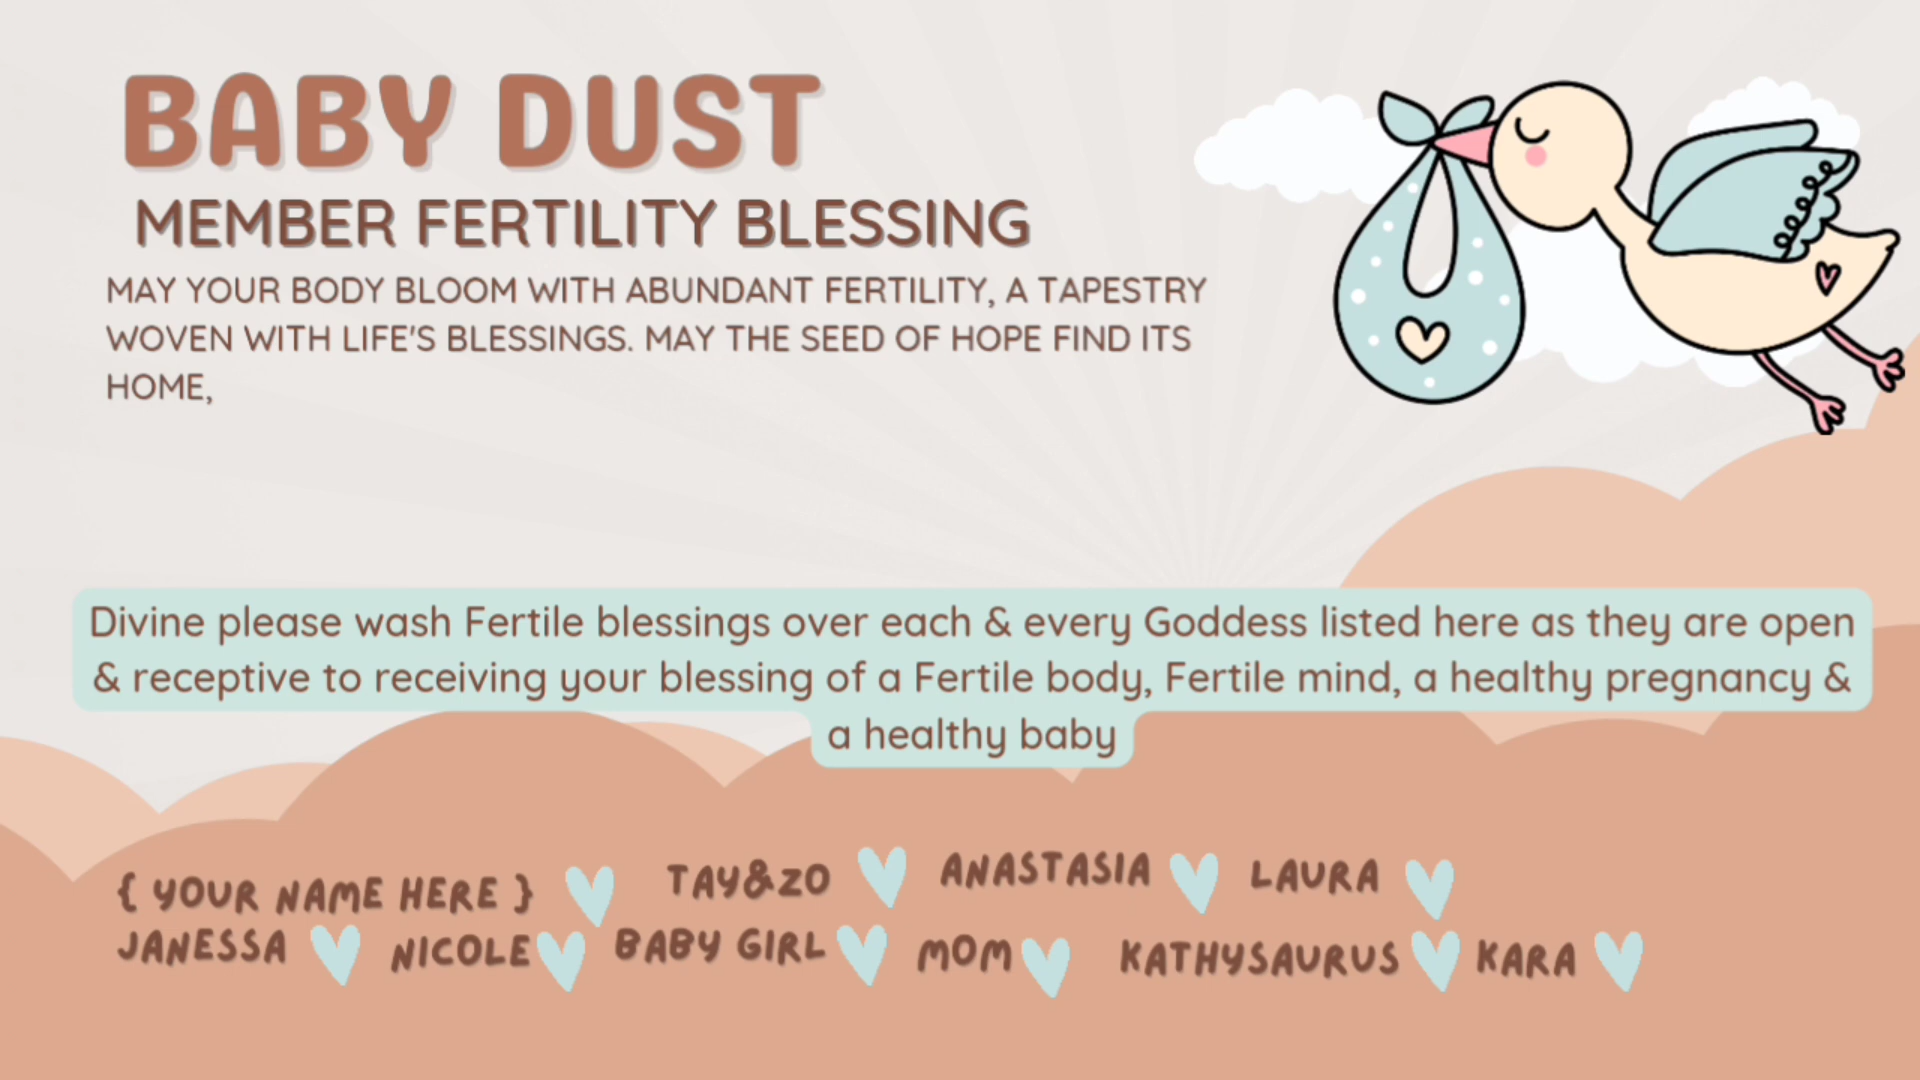 BABY DUST
MEMBER FERTILITY BLESSING
MAY YOUR BODY BLOOM WITH ABUNDANT FERTILITY, A TAPESTRY
WOVEN WITH LIFE'S BLESSINGS. MAY THE SEED OF HOPE FIND ITS
HOME,
Divine please wash Fertile blessings over each & every Goddess listed here as they are open
& receptive to receiving your blessing of a Fertile body, Fertile mind, a healthy pregnancy &
a healthy baby
{ YOUR NAME HERE } TAY&ZO ANASTASIA LAURA
JANESSA NICOLE BABY GIRL MOM KATHYSAURUS KARA